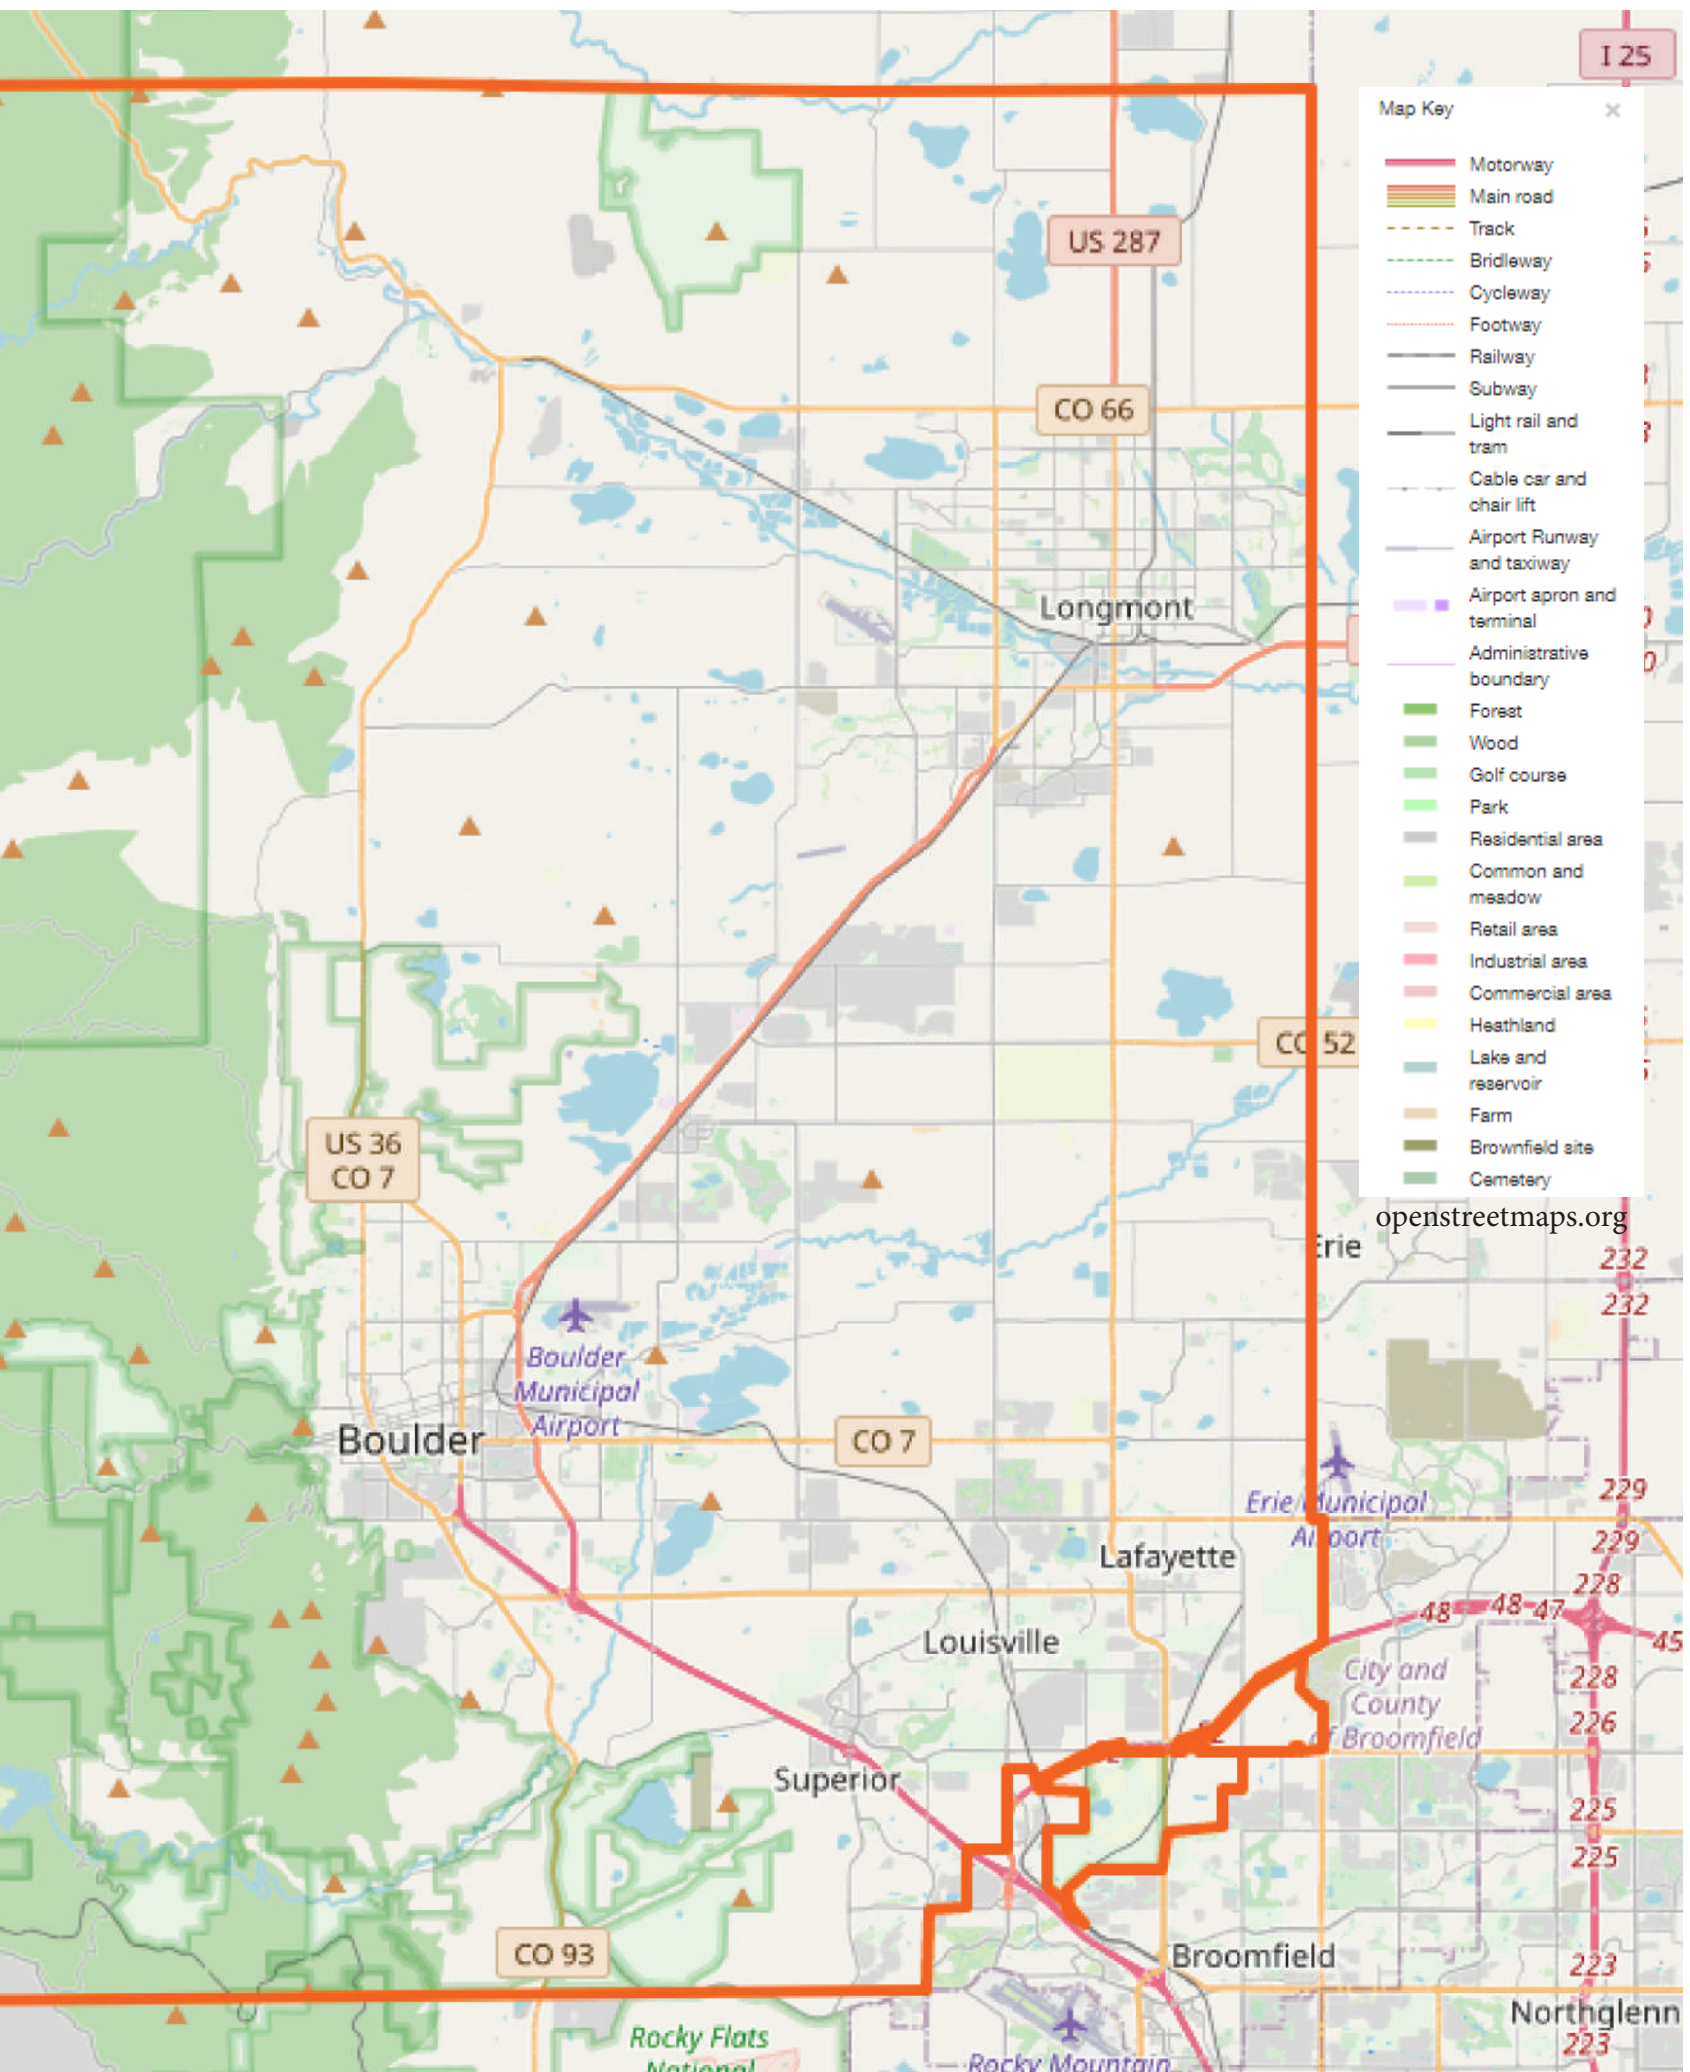 I 25
Map Key
×
Motorway
Main road
Track
Bridleway
Cycleway
Footway
Railway
Subway
Light rail and
tram
Cable car and
chair lift
Airport Runway
and taxiway
Airport apron and
terminal
Administrative
boundary
Forest
Wood
Golf course
Park
Residential area
Common and
meadow
Retail area
Industrial area
Commercial area
Heathland
Lake and
reservoir
Farm
Brownfield site
Cemetery
openstreetmaps.org
US 287
CO 66
Longmont
CO 52
US 36
CO 7
Erie
232
232
Boulder
Municipal
Airport
Boulder
CO 7
229
Erie Municipal
Airport
229
Lafayette
228
48
48
47
45
Louisville
City and
County
of Broomfield
228
226
Superior
225
225
CO 93
Broomfield
223
Northglenn
223
Rocky Flats
National
Rocky Mountain